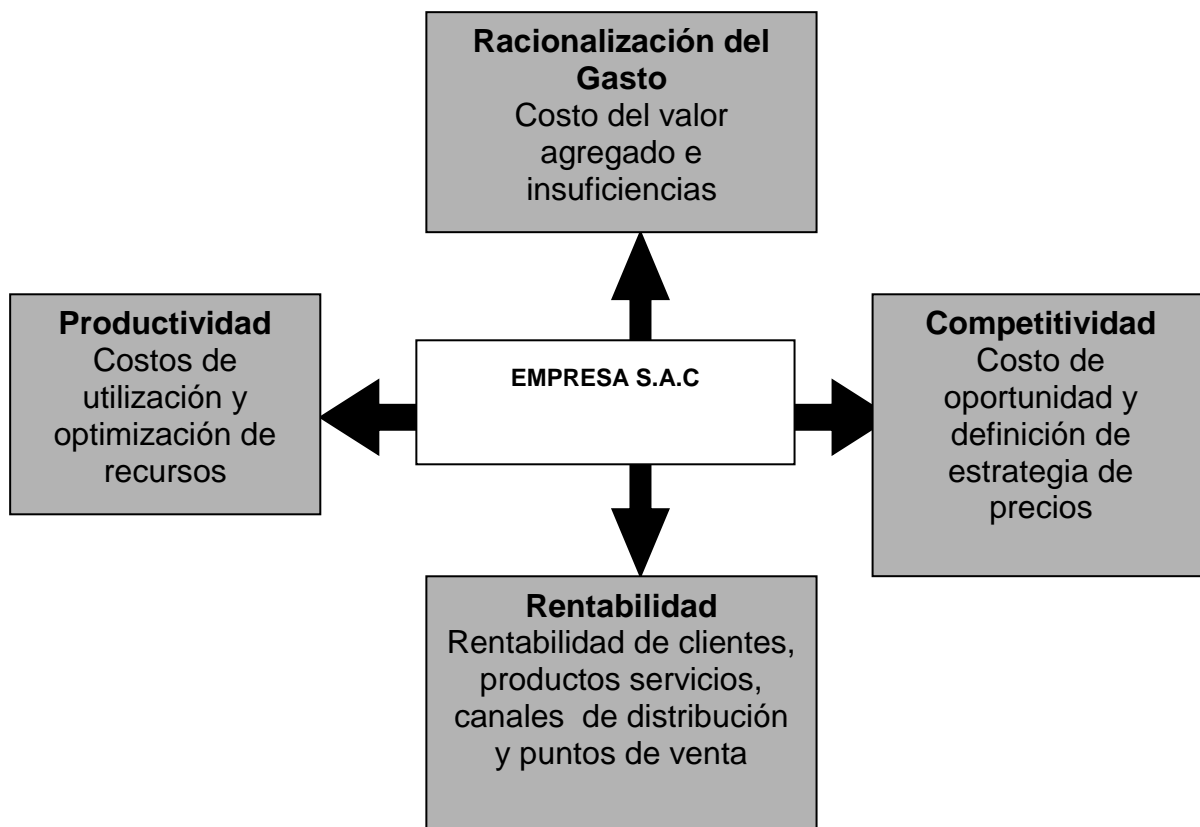 Racionalización del
Gasto
Costo del valor
agregado e
insuficiencias
Productividad
Costos de
utilización y
optimización de
recursos
EMPRESA S.A.C
Competitividad
Costo de
oportunidad y
definición de
estrategia de
precios
Rentabilidad
Rentabilidad de clientes,
productos servicios,
canales de distribución
y puntos de venta